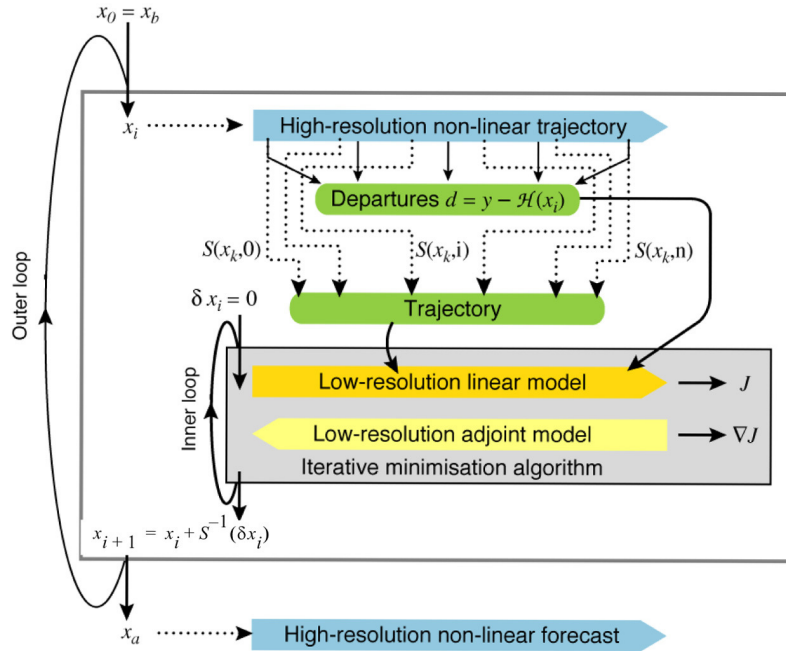 x₀ = x_b
x_i
High-resolution non-linear trajectory
Departures d = y – ℋ(x_i)
S(x_k,0)
S(x_k,i)
S(x_k,n)
Outer loop
δ x_i = 0
Trajectory
Inner loop
Low-resolution linear model
J
Low-resolution adjoint model
∇J
Iterative minimisation algorithm
x_{i+1} = x_i + S^{-1}(δx_i)
x_a
High-resolution non-linear forecast